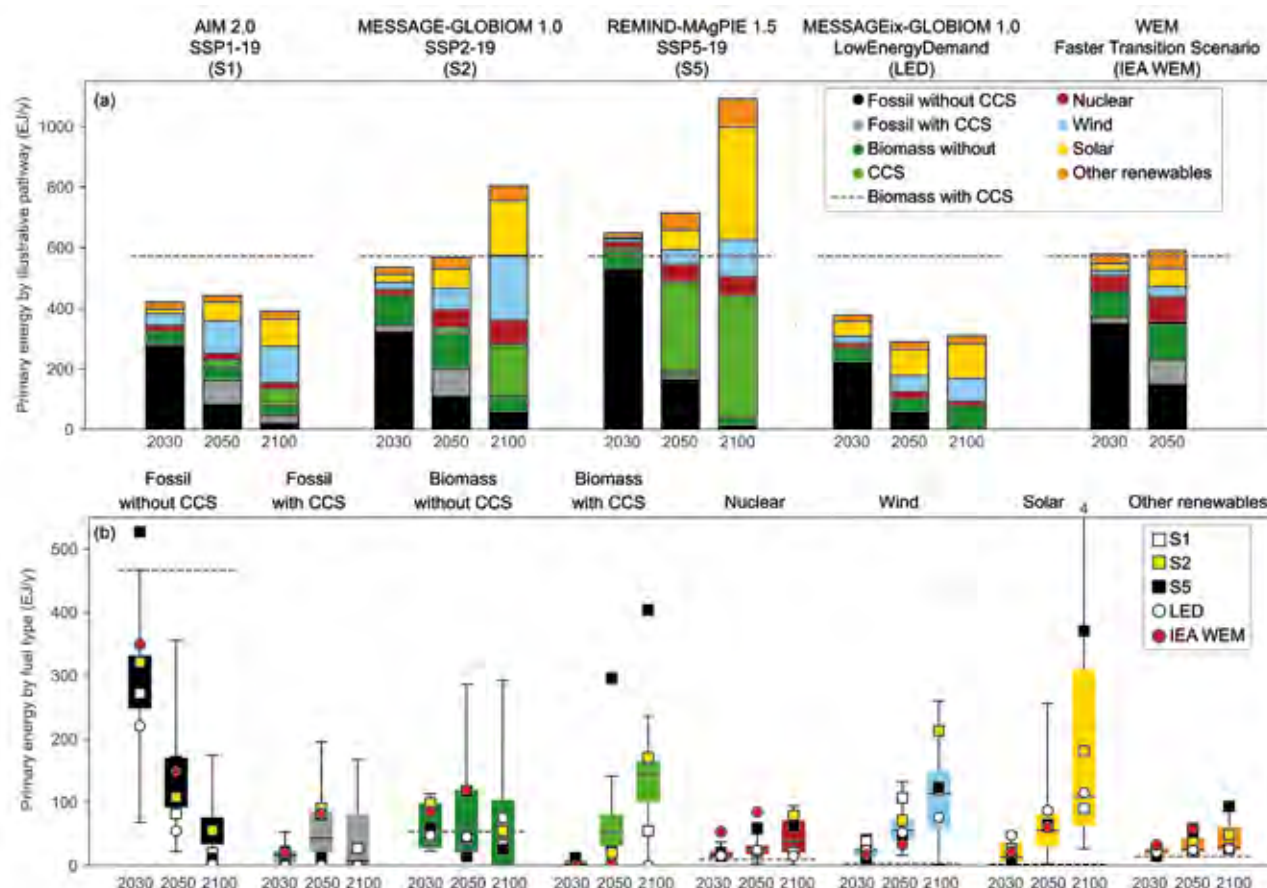 AIM 2.0
SSP1-19
(S1)
MESSAGE-GLOBIOM 1.0
SSP2-19
(S2)
REMIND-MAgPIE 1.5
SSP5-19
(S5)
MESSAGEix-GLOBIOM 1.0
LowEnergyDemand
(LED)
WEM
Faster Transition Scenario
(IEA WEM)
(a)
Primary energy by illustrative pathway (EJ/y)
1000
800
600
400
200
0
Fossil without CCS
Fossil with CCS
Biomass without
CCS
Biomass with CCS
Nuclear
Wind
Solar
Other renewables
2030 2050 2100
2030 2050 2100
2030 2050 2100
2030 2050 2100
2030 2050
Fossil
without CCS
Fossil
with CCS
Biomass
without CCS
Biomass
with CCS
Nuclear
Wind
Solar
Other renewables
4
(b)
Primary energy by fuel type (EJ/y)
500
400
300
200
100
0
S1
S2
S5
LED
IEA WEM
2030 2050 2100
2030 2050 2100
2030 2050 2100
2030 2050 2100
2030 2050 2100
2030 2050 2100
2030 2050 2100
2030 2050 2100